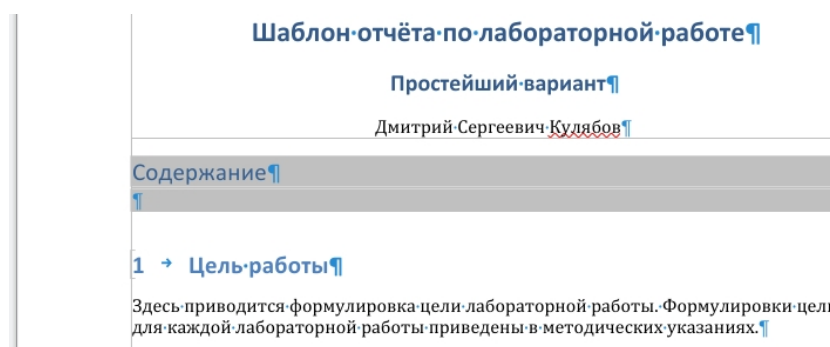 Шаблон отчёта по лабораторной работе¶
Простейший вариант¶
Дмитрий Сергеевич Кулябов¶
Содержание¶
¶
1 → Цель работы¶
Здесь приводится формулировка цели лабораторной работы. Формулировки
для каждой лабораторной работы приведены в методических указаниях.¶